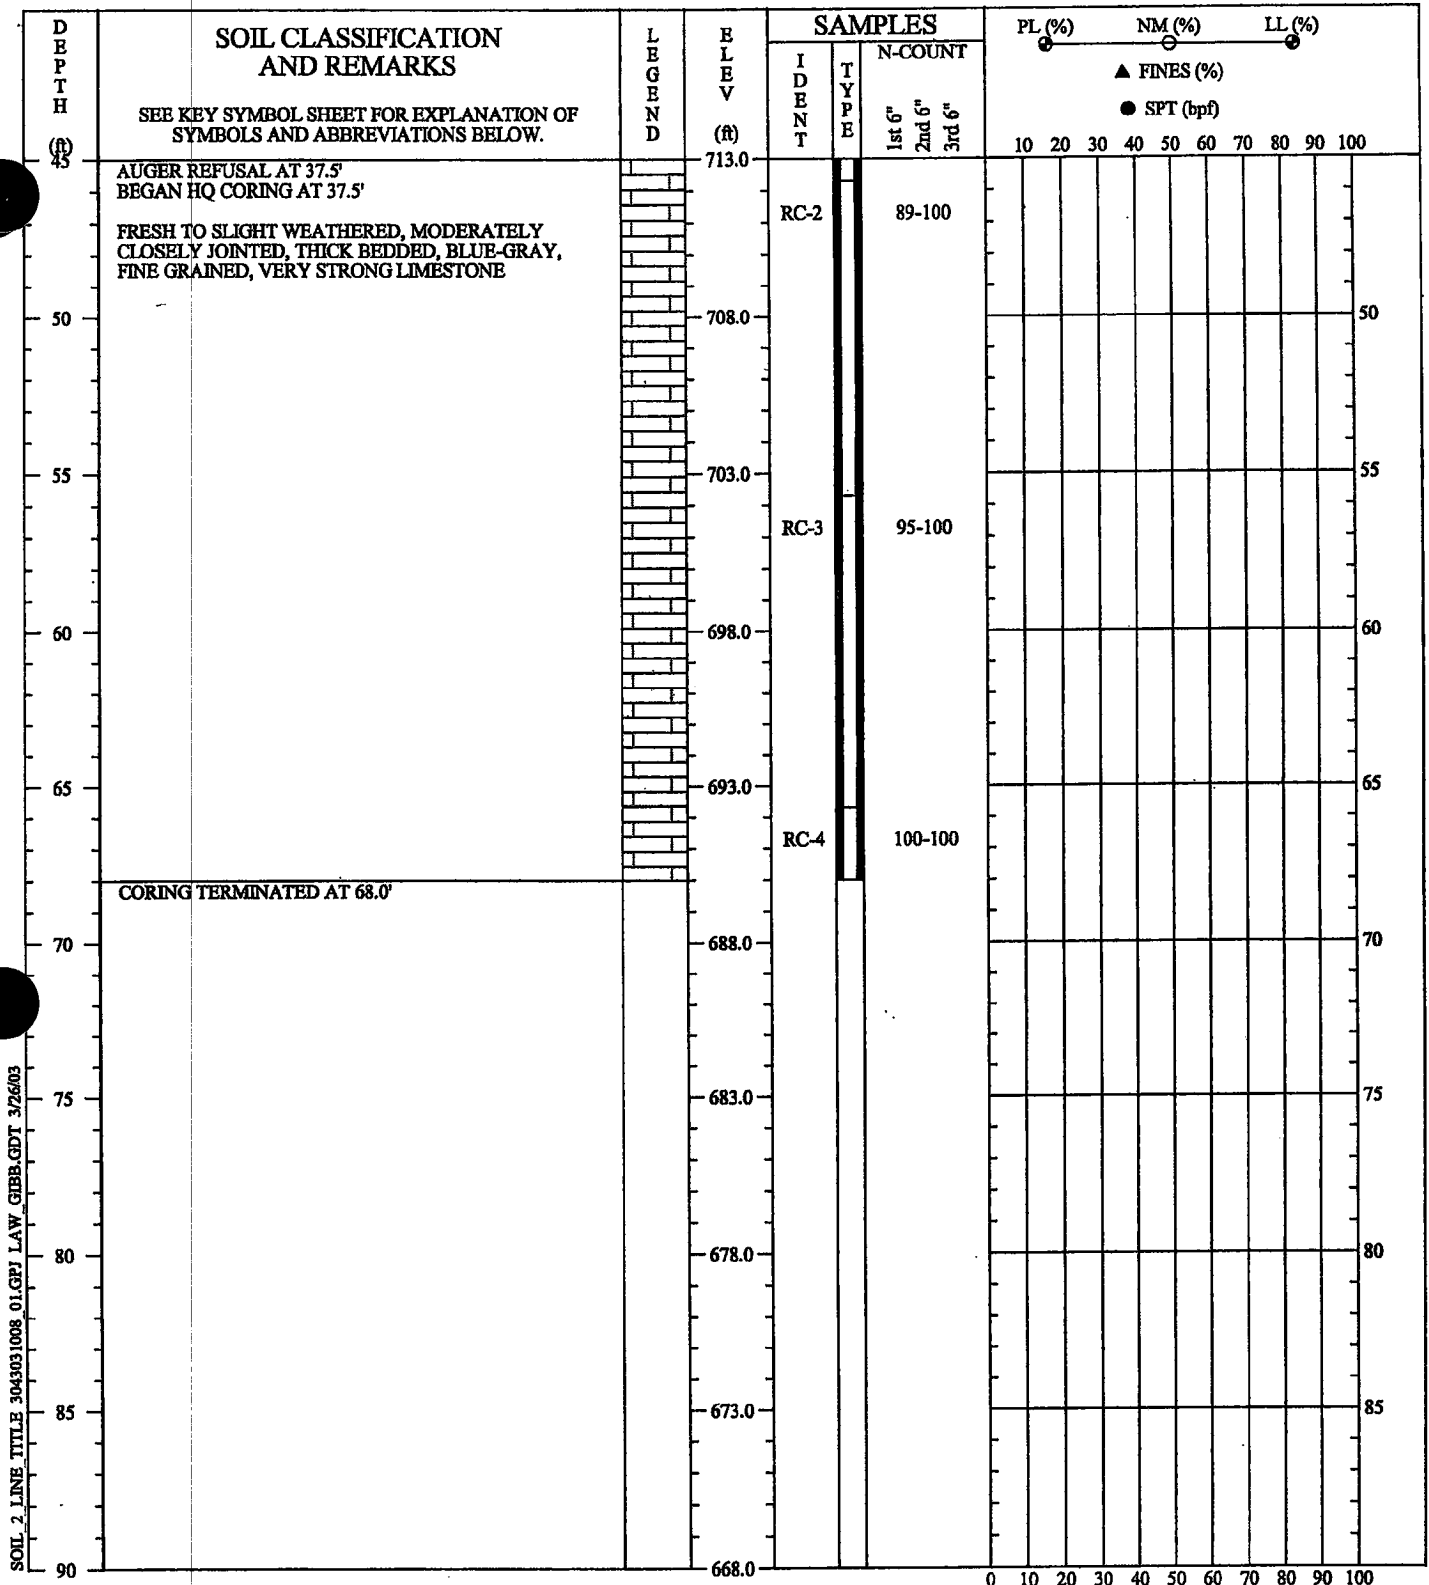 DEPTH
(ft)
SOIL CLASSIFICATION
AND REMARKS
SEE KEY SYMBOL SHEET FOR EXPLANATION OF
SYMBOLS AND ABBREVIATIONS BELOW.
LEGEND
ELEV
(ft)
SAMPLES
IDENT
TYPE
N-COUNT
1st 6"
2nd 6"
3rd 6"
PL (%) NM (%) LL (%)
▲ FINES (%)
● SPT (bpf)
10 20 30 40 50 60 70 80 90 100
45
AUGER REFUSAL AT 37.5'
BEGAN HQ CORING AT 37.5'
FRESH TO SLIGHT WEATHERED, MODERATELY
CLOSELY JOINTED, THICK BEDDED, BLUE-GRAY,
FINE GRAINED, VERY STRONG LIMESTONE
713.0
RC-2 89-100
50 708.0 50
55 703.0 55
RC-3 95-100
60 698.0 60
65 693.0 65
RC-4 100-100
CORING TERMINATED AT 68.0'
70 688.0 70
75 683.0 75
80 678.0 80
85 673.0 85
90 668.0
0 10 20 30 40 50 60 70 80 90 100
SOIL_2_LINE_TITLE 3043031008_01.GPJ LAW_GIBB.GDT 3/26/03